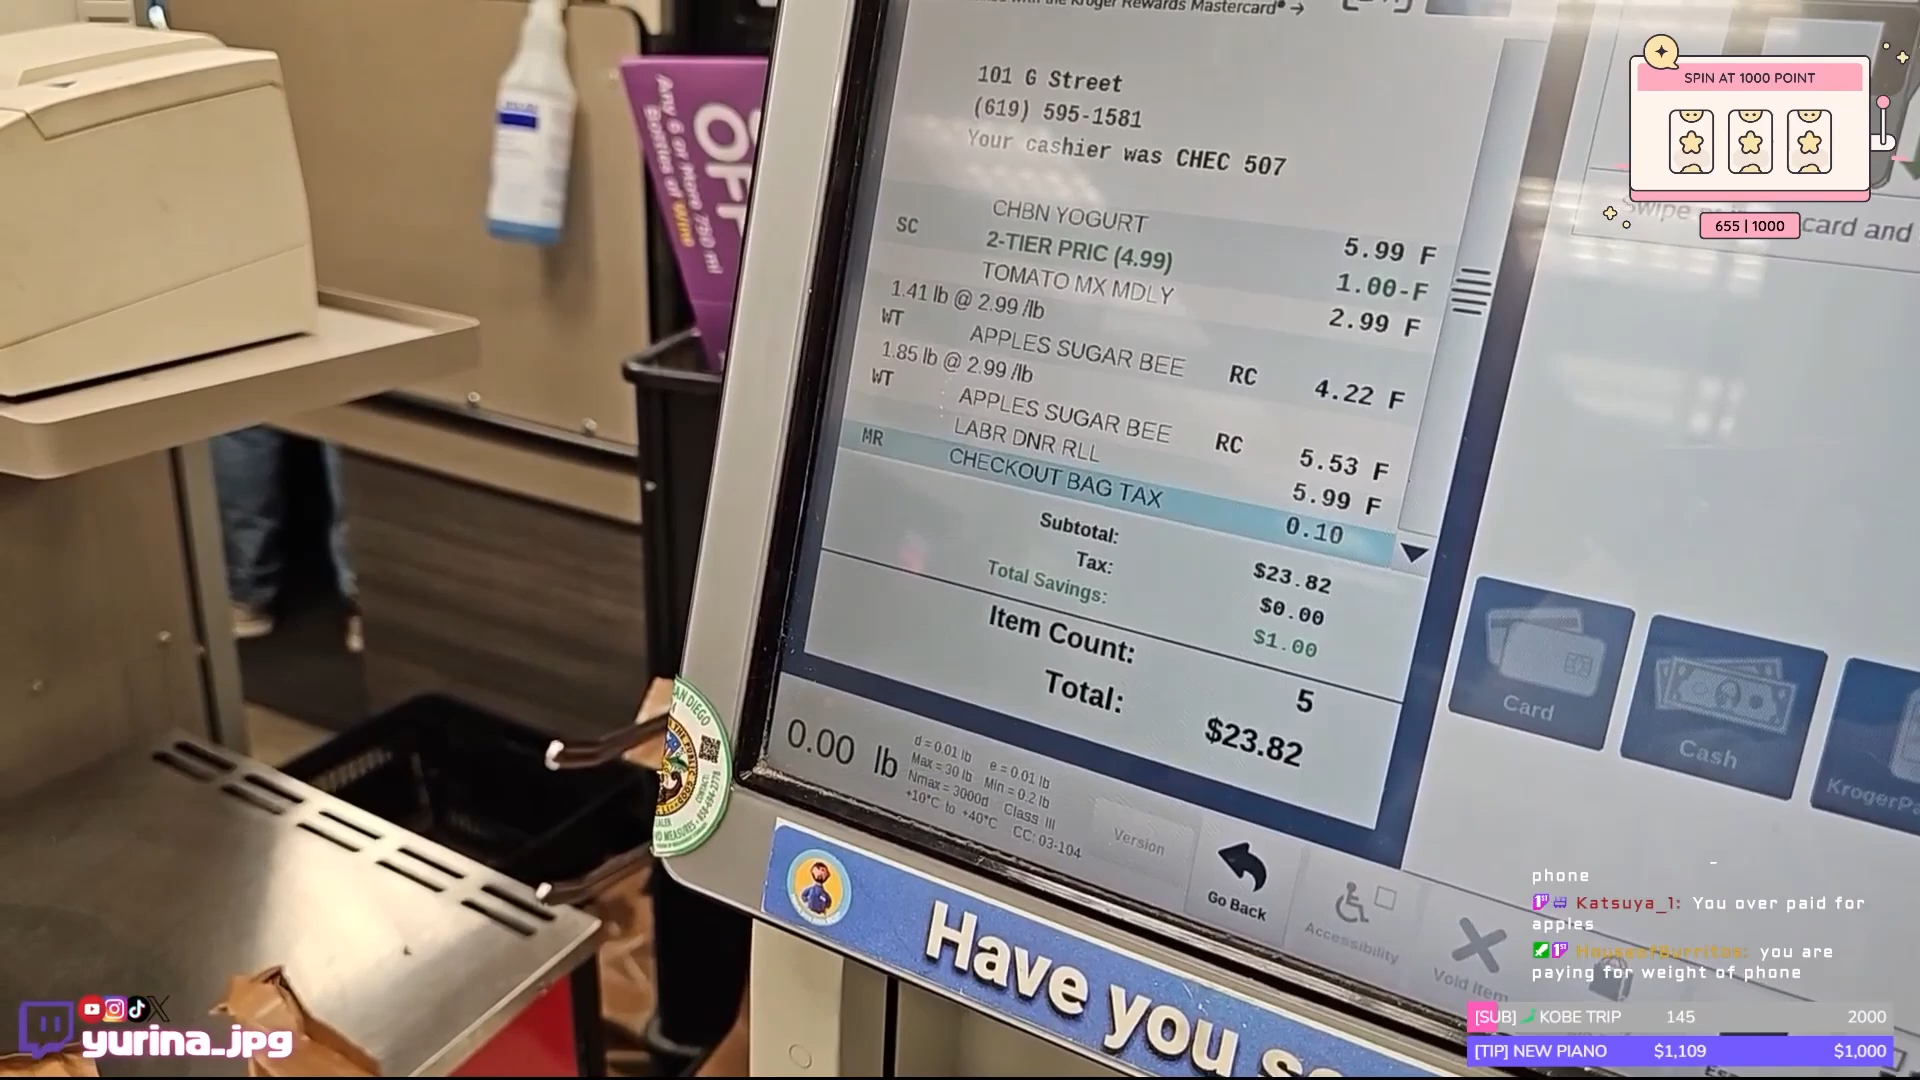 Kroger Rewards Mastercard® →
101 G Street
(619) 595-1581
Your cashier was CHEC 507
CHBN YOGURT 5.99 F
SC 2-TIER PRIC (4.99) 1.00-F
TOMATO MX MDLY 2.99 F
1.41 lb @ 2.99 /lb
WT APPLES SUGAR BEE RC 4.22 F
1.85 lb @ 2.99 /lb
WT APPLES SUGAR BEE RC 5.53 F
LABR DNR RLL 5.99 F
MR CHECKOUT BAG TAX 0.10
Subtotal: $23.82
Tax: $0.00
Total Savings: $1.00
Item Count: 5
Total: $23.82
0.00 lb
d = 0.01 lb e = 0.01 lb
Max = 30 lb Min = 0.2 lb
Nmax = 3000d Class III
+10°C to +40°C CC: 03-104
Version
Go Back
Accessibility
Void Item
Card
Cash
Swipe
card and
Have you
OFF
Any 6 or More 750 ml
Bottles of Wine
SAN DIEGO
SPIN AT 1000 POINT
655 | 1000
phone
Katsuya_1: You over paid for
apples
HouseofBurritos: you are
paying for weight of phone
[SUB] KOBE TRIP 145 2000
[TIP] NEW PIANO $1,109 $1,000
yurina_jpg